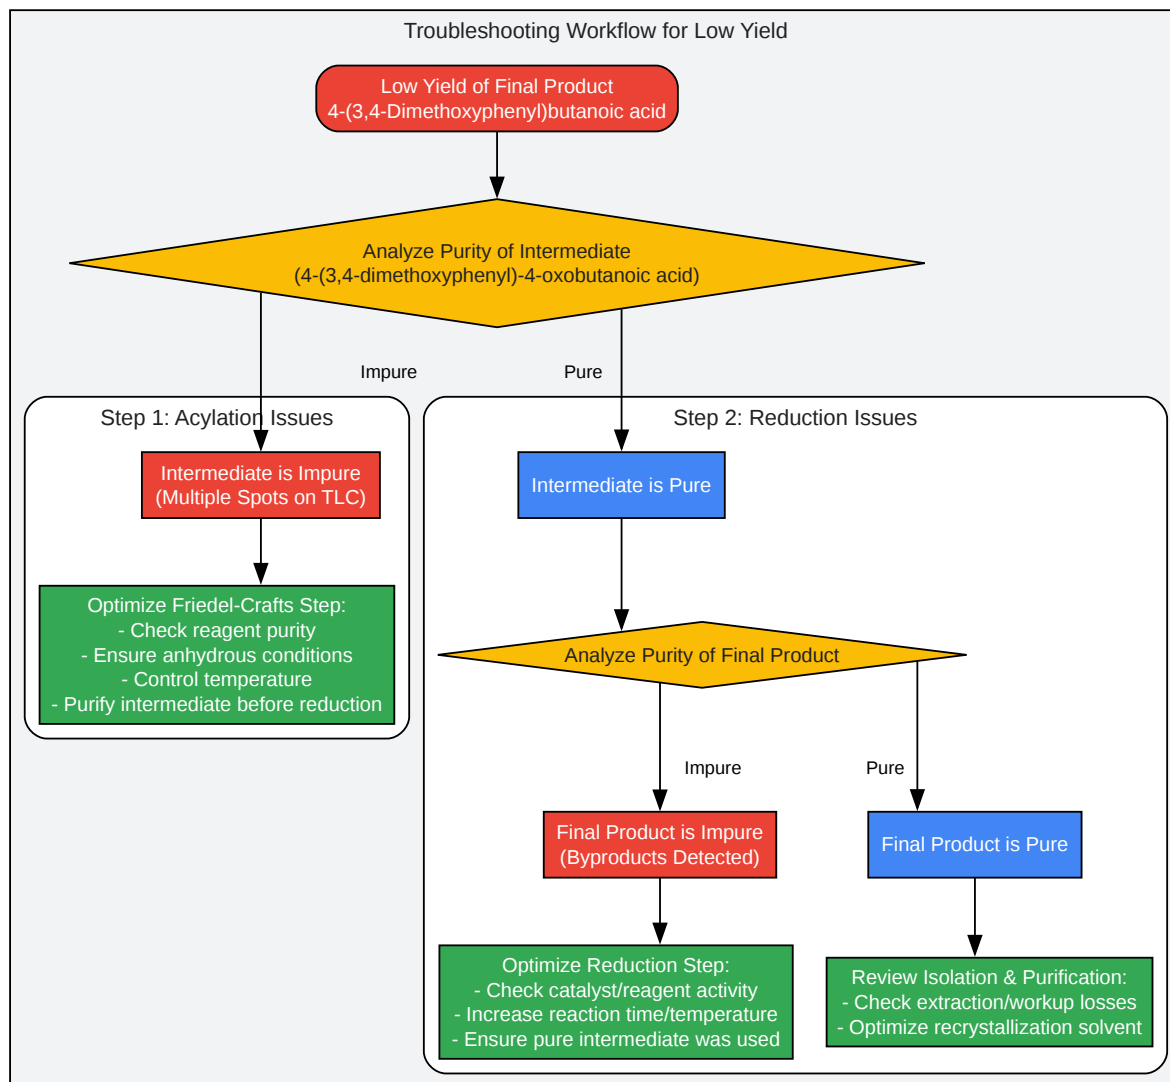 Troubleshooting Workflow for Low Yield
Low Yield of Final Product
4-(3,4-Dimethoxyphenyl)butanoic acid
Analyze Purity of Intermediate
(4-(3,4-dimethoxyphenyl)-4-oxobutanoic acid)
Impure
Pure
Step 1: Acylation Issues
Intermediate is Impure
(Multiple Spots on TLC)
Optimize Friedel-Crafts Step:
- Check reagent purity
- Ensure anhydrous conditions
- Control temperature
- Purify intermediate before reduction
Step 2: Reduction Issues
Intermediate is Pure
Analyze Purity of Final Product
Impure
Pure
Final Product is Impure
(Byproducts Detected)
Final Product is Pure
Optimize Reduction Step:
- Check catalyst/reagent activity
- Increase reaction time/temperature
- Ensure pure intermediate was used
Review Isolation & Purification:
- Check extraction/workup losses
- Optimize recrystallization solvent